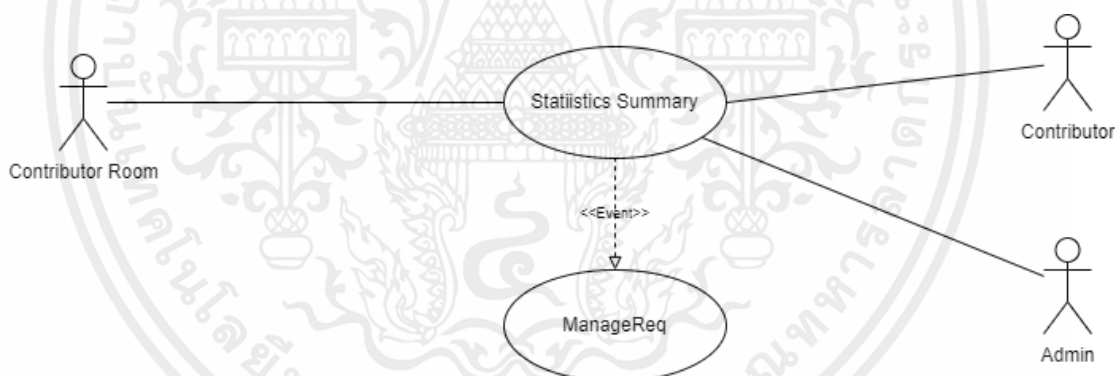 Statiistics Summary
Contributor Room
Contributor
<<Event>>
ManageReq
Admin